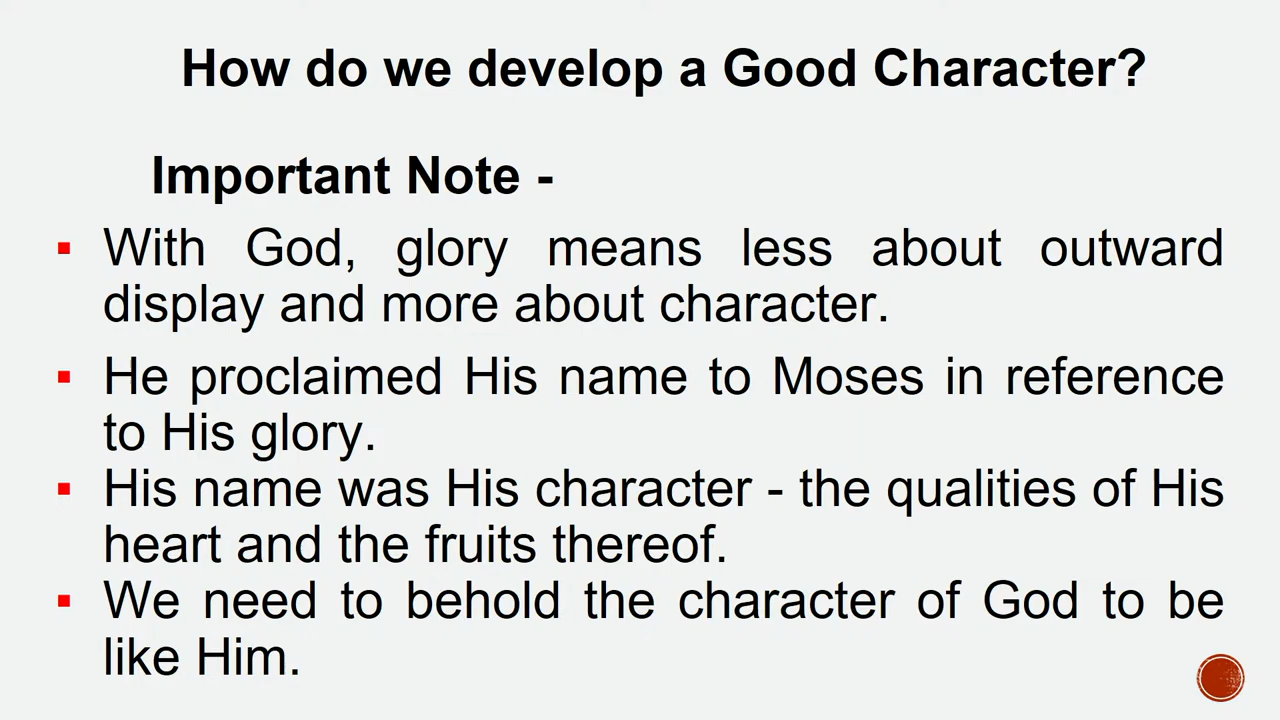 How do we develop a Good Character?
Important Note -
▪ With God, glory means less about outward
display and more about character.
▪ He proclaimed His name to Moses in reference
to His glory.
▪ His name was His character - the qualities of His
heart and the fruits thereof.
▪ We need to behold the character of God to be
like Him.